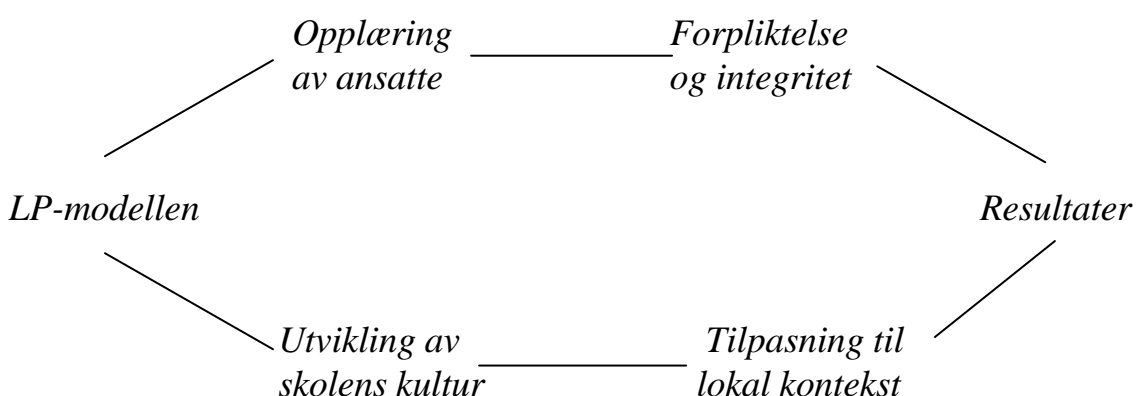 Opplæring
av ansatte
Forpliktelse
og integritet
LP-modellen
Resultater
Utvikling av
skolens kultur
Tilpasning til
lokal kontekst